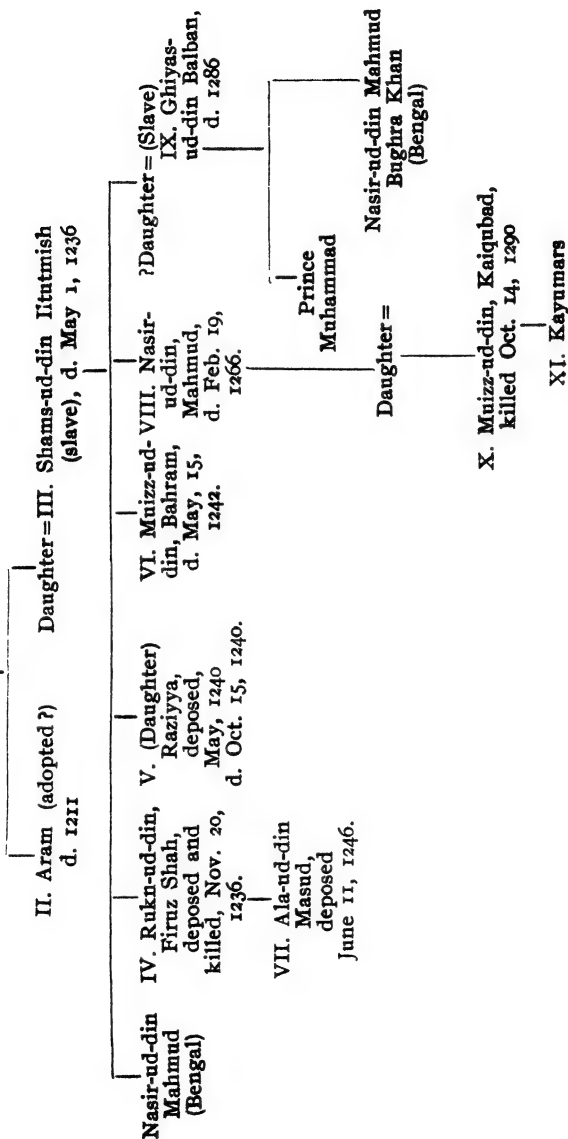 II. Aram (adopted ?)
d. 1211
Daughter = III. Shams-ud-din Iltutmish
(slave), d. May 1, 1236
Nasir-ud-din
Mahmud
(Bengal)
IV. Rukn-ud-din,
Firuz Shah,
deposed and
killed, Nov. 20,
1236.
V. (Daughter)
Raziyya,
deposed,
May, 1240
d. Oct. 15, 1240.
VI. Muizz-ud-
din, Bahram,
d. May, 15,
1242.
VIII. Nasir-
ud-din,
Mahmud,
d. Feb. 19,
1266.
?Daughter = (Slave)
IX. Ghiyas-
ud-din Balban,
d. 1286
VII. Ala-ud-din
Masud,
deposed
June 11, 1246.
Prince
Muhammad
Nasir-ud-din Mahmud
Bughra Khan
(Bengal)
Daughter =
X. Muizz-ud-din, Kaiqubad,
killed Oct. 14, 1290
XI. Kayumars